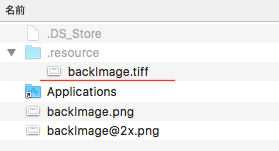 名前
.DS_Store
.resource
backImage.tiff
Applications
backImage.png
backImage@2x.png